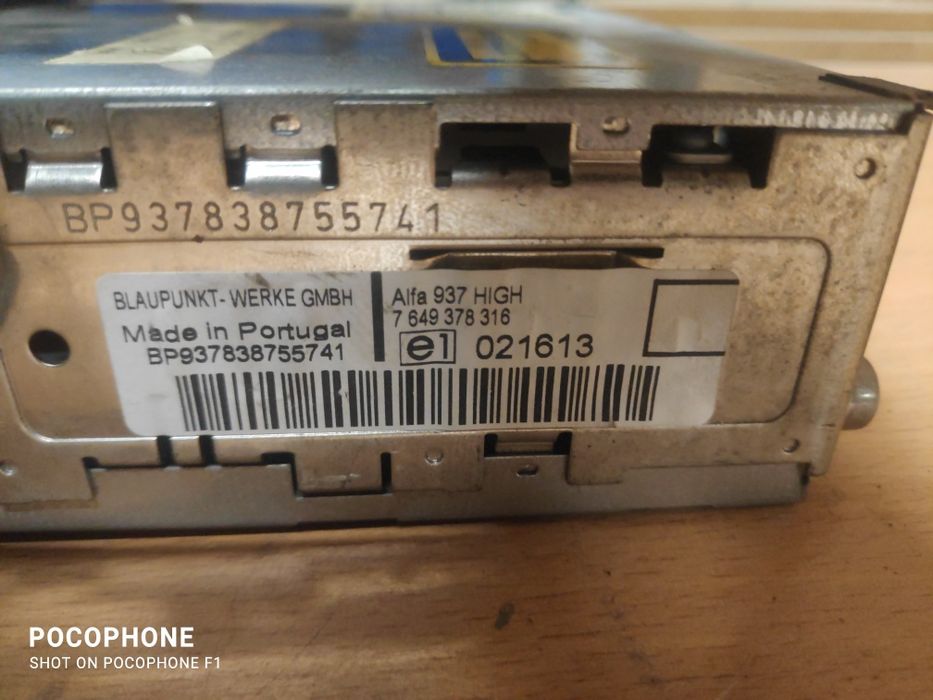 BP937838755741
BLAUPUNKT-WERKE GMBH
Made in Portugal
BP937838755741
Alfa 937 HIGH
7 649 378 316
e1 021613
POCOPHONE
SHOT ON POCOPHONE F1